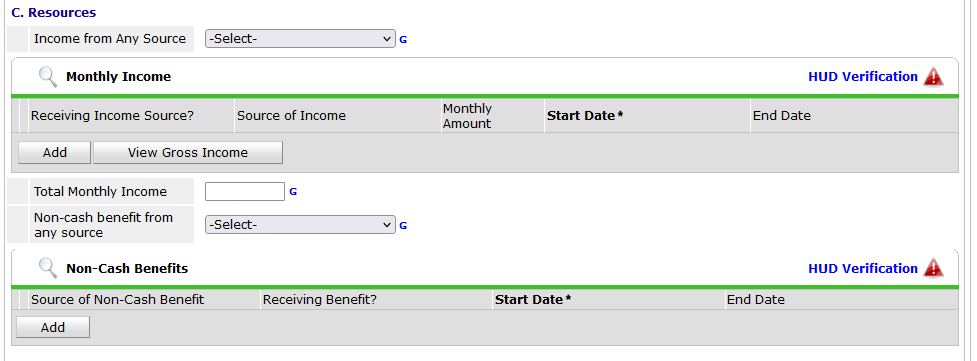 C. Resources
Income from Any Source -Select- G
Monthly Income HUD Verification
Receiving Income Source? Source of Income Monthly Amount Start Date* End Date
Add View Gross Income
Total Monthly Income G
Non-cash benefit from any source -Select- G
Non-Cash Benefits HUD Verification
Source of Non-Cash Benefit Receiving Benefit? Start Date* End Date
Add